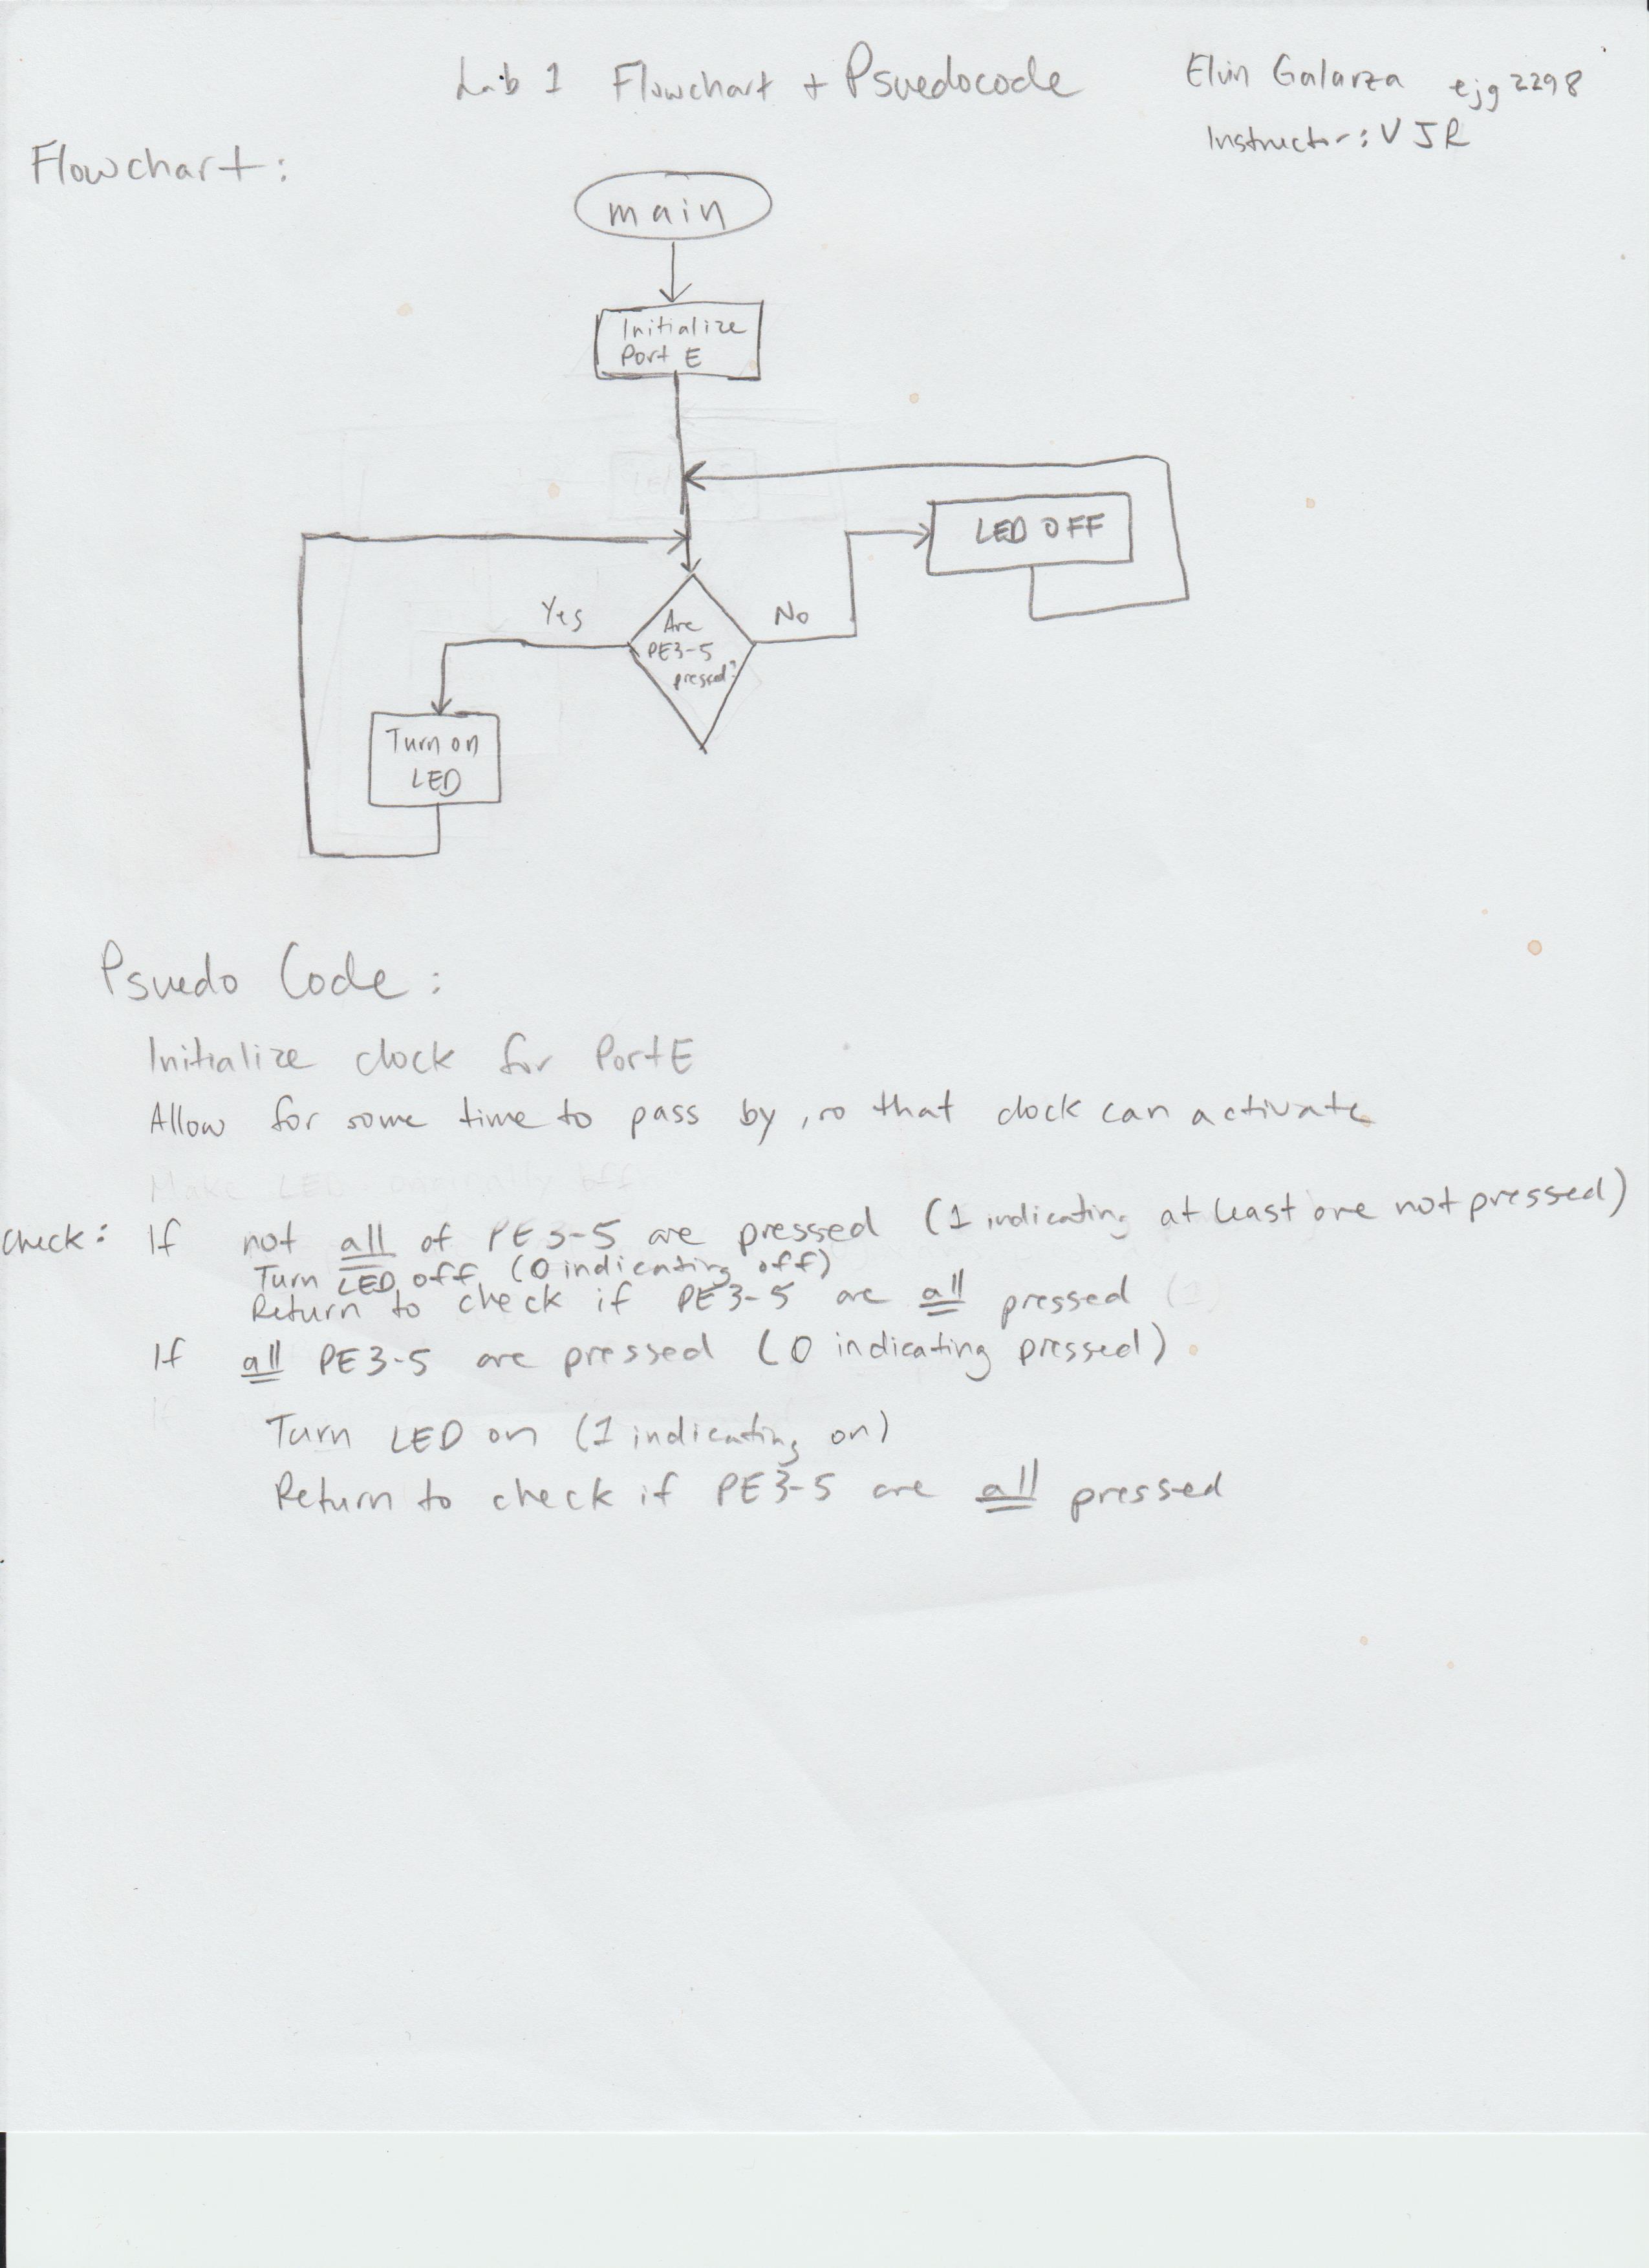 Lab 1 Flowchart + Psuedocode
Elvin Galarza ejg2298
Instructor: VJR
Flowchart:
main
Initialize
Port E
LED OFF
Yes
No
Are
PE3-5
pressed?
Turn on
LED
Psuedo Code:
Initialize clock for PortE
Allow for some time to pass by, so that clock can activate
Make LED off
check: If not all of PE3-5 are pressed (1 indicating at least one not pressed)
Turn LED off (0 indicating off)
Return to check if PE3-5 are all pressed
If all PE3-5 are pressed (0 indicating pressed)
if
Turn LED on (1 indicating on)
Return to check if PE3-5 are all pressed